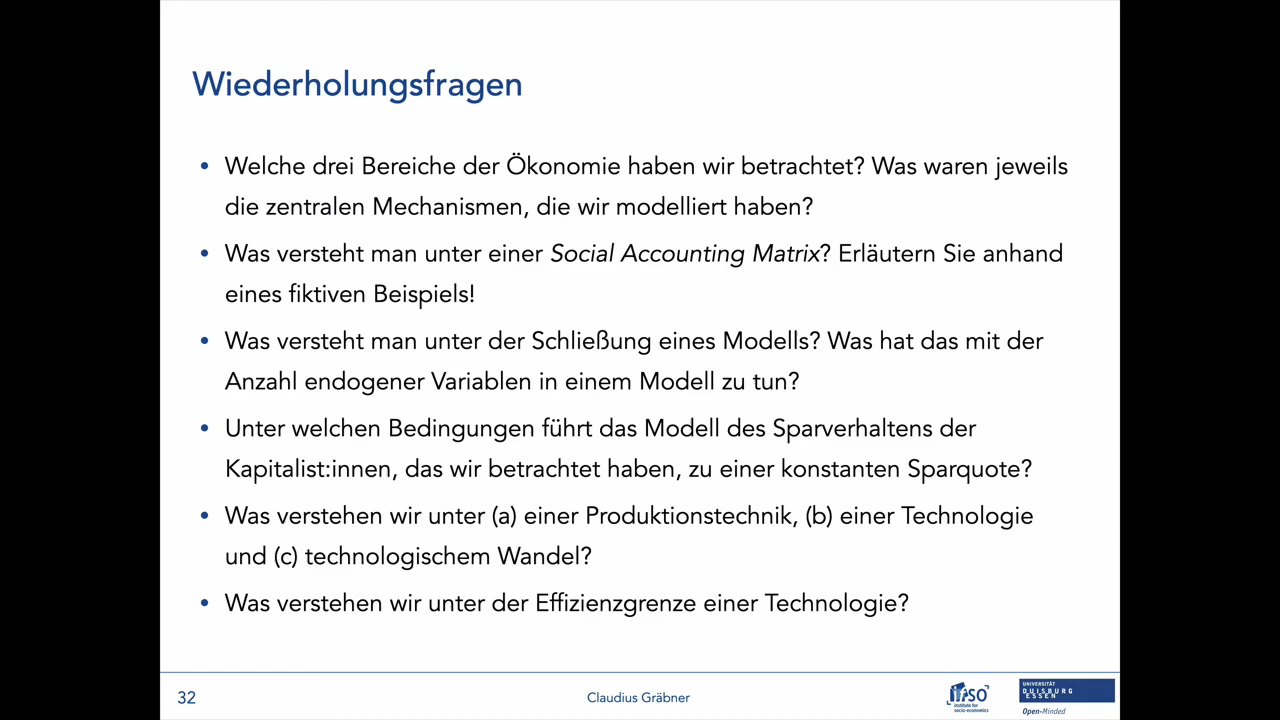 Wiederholungsfragen
• Welche drei Bereiche der Ökonomie haben wir betrachtet? Was waren jeweils
die zentralen Mechanismen, die wir modelliert haben?
• Was versteht man unter einer Social Accounting Matrix? Erläutern Sie anhand
eines fiktiven Beispiels!
• Was versteht man unter der Schließung eines Modells? Was hat das mit der
Anzahl endogener Variablen in einem Modell zu tun?
• Unter welchen Bedingungen führt das Modell des Sparverhaltens der
Kapitalist:innen, das wir betrachtet haben, zu einer konstanten Sparquote?
• Was verstehen wir unter (a) einer Produktionstechnik, (b) einer Technologie
und (c) technologischem Wandel?
• Was verstehen wir unter der Effizienzgrenze einer Technologie?
32
Claudius Gräbner
ifso
institute for
socio-economics
UNIVERSITÄT
DUISBURG
ESSEN
Open-Minded